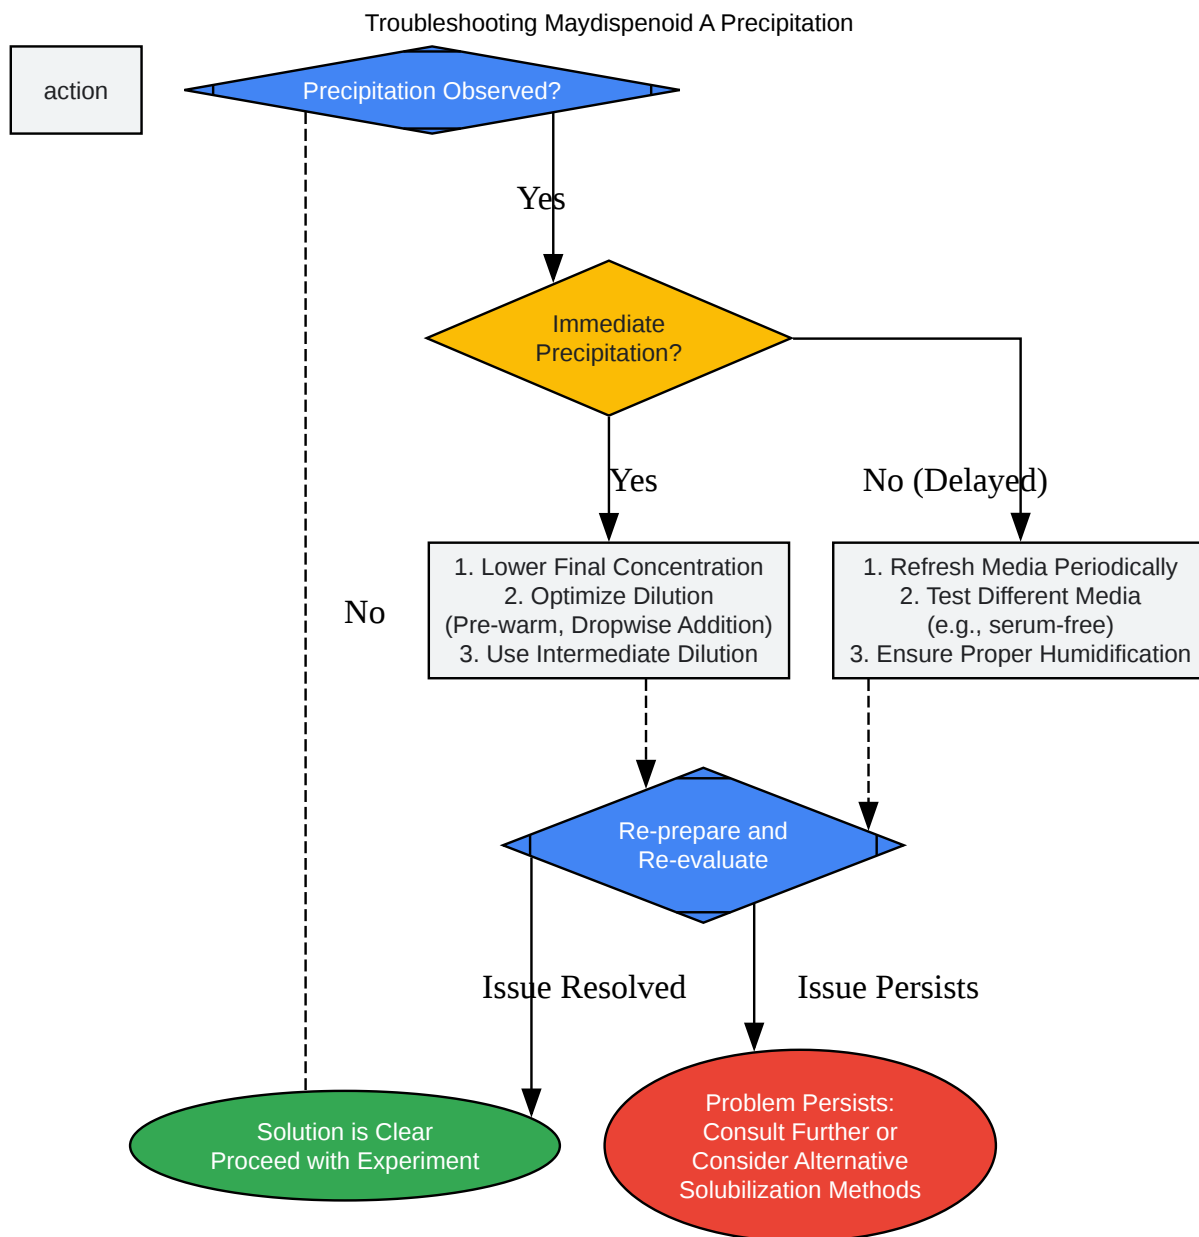 Troubleshooting Maydispenoid A Precipitation
action
Precipitation Observed?
Yes
Immediate
Precipitation?
Yes
No (Delayed)
1. Lower Final Concentration
2. Optimize Dilution
(Pre-warm, Dropwise Addition)
3. Use Intermediate Dilution
1. Refresh Media Periodically
2. Test Different Media
(e.g., serum-free)
3. Ensure Proper Humidification
No
Re-prepare and
Re-evaluate
Issue Resolved
Issue Persists
Solution is Clear
Proceed with Experiment
Problem Persists:
Consult Further or
Consider Alternative
Solubilization Methods